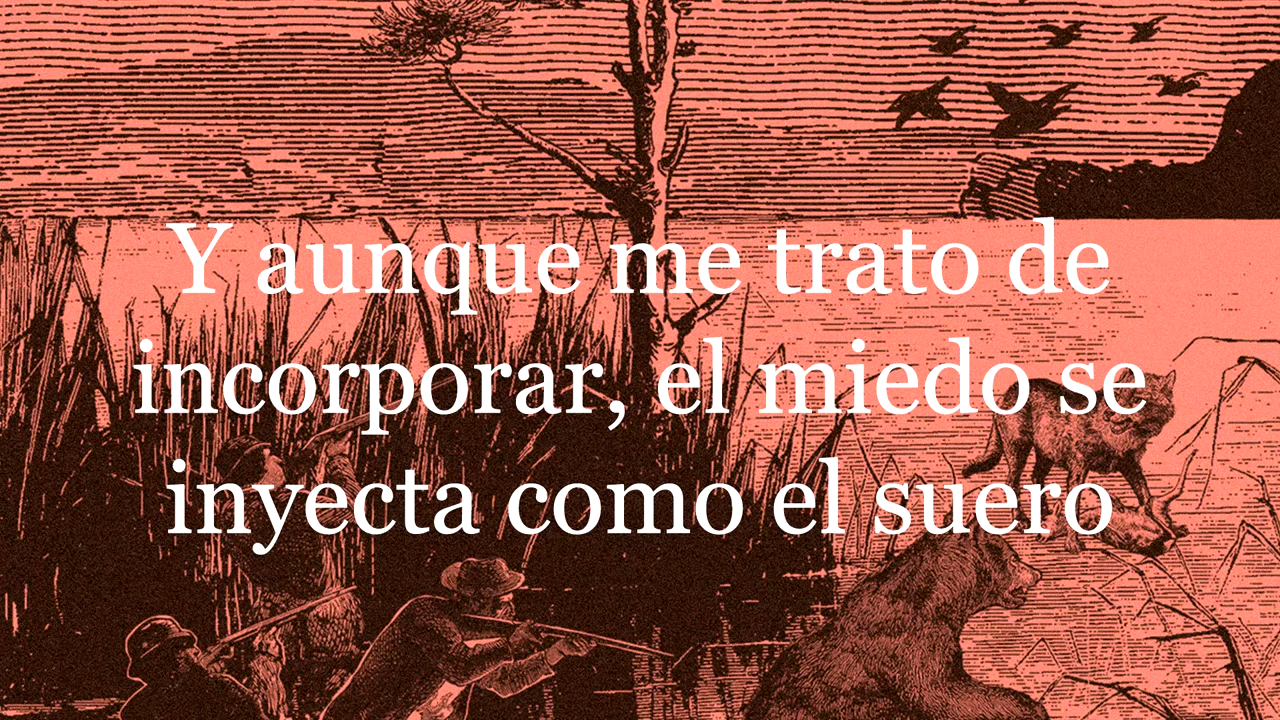 Y aunque me trato de
incorporar, el miedo se
inyecta como el suero